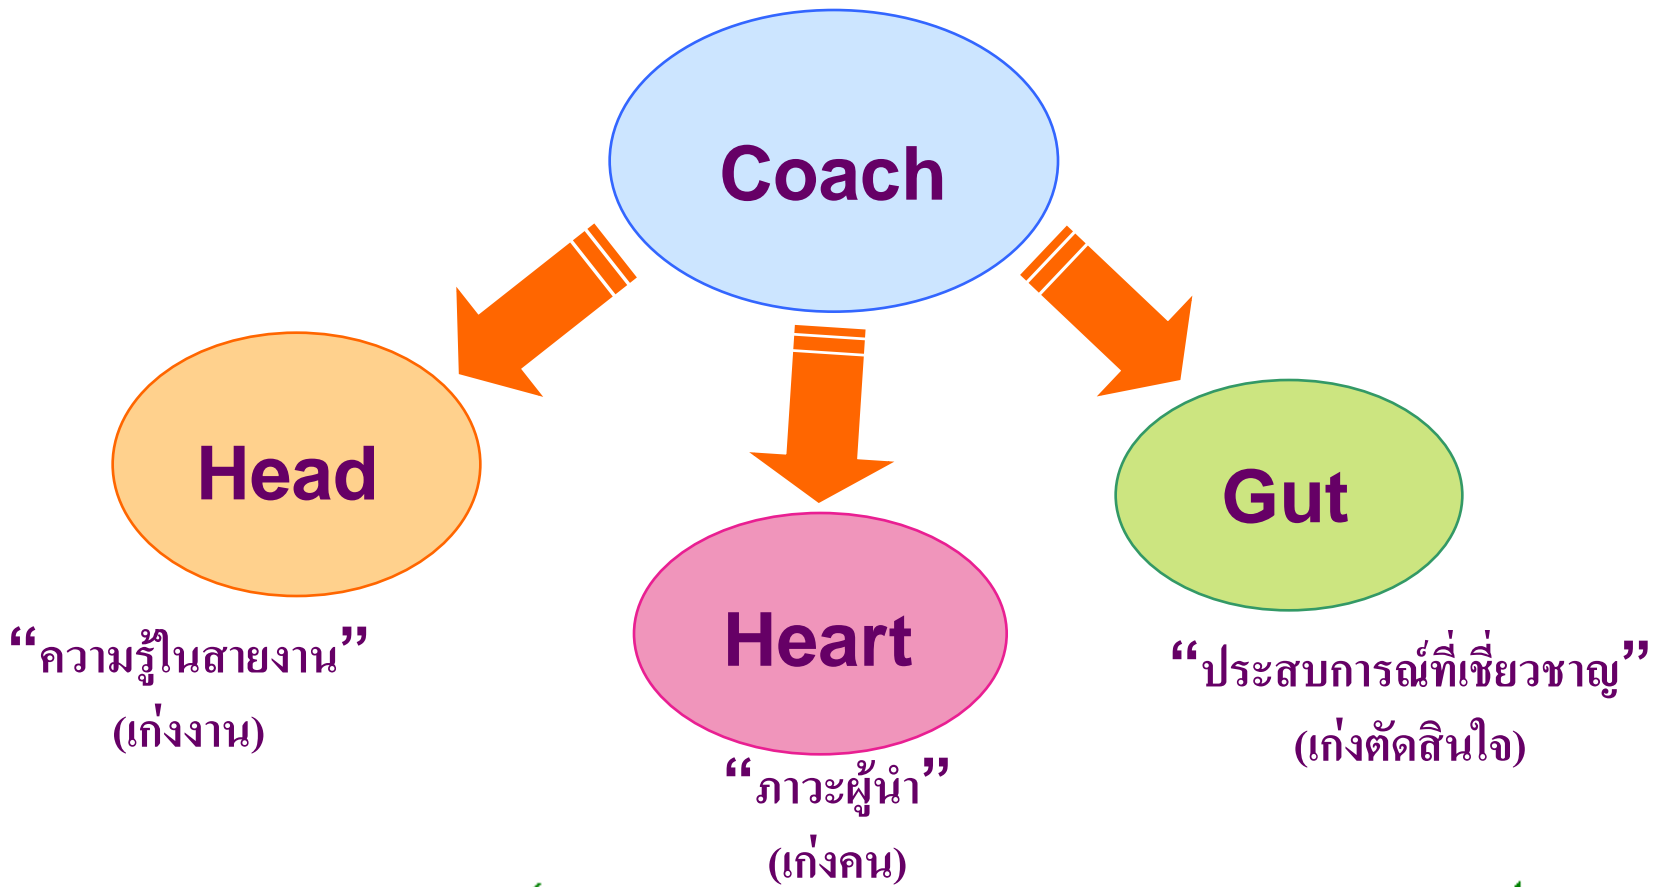 Coach
Head
Heart
Gut
“ความรู้ในสายงาน”
(เก่งงาน)
“ภาวะผู้นำ”
(เก่งคน)
“ประสบการณ์ที่เชี่ยวชาญ”
(เก่งตัดสินใจ)